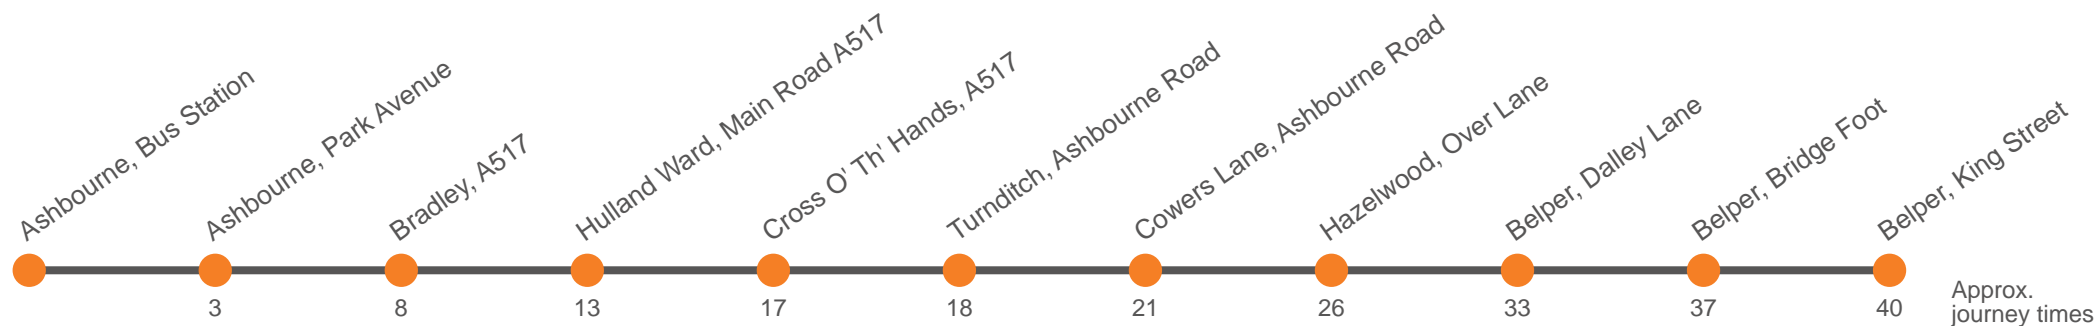 Ashbourne, Bus Station
Ashbourne, Park Avenue
Bradley, A517
Hulland Ward, Main Road A517
Cross O' Th' Hands, A517
Turnditch, Ashbourne Road
Cowers Lane, Ashbourne Road
Hazelwood, Over Lane
Belper, Dalley Lane
Belper, Bridge Foot
Belper, King Street
3 8 13 17 18 21 26 33 37 40
Approx.
journey times